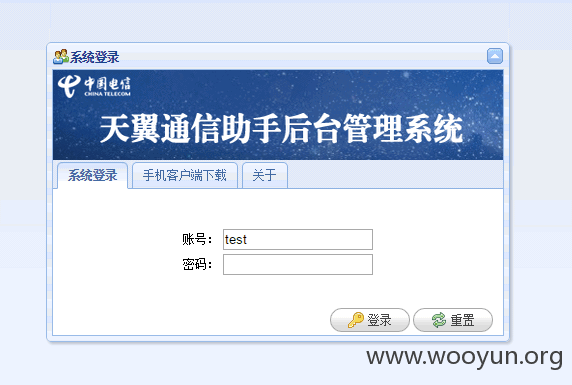 系统登录
中国电信
CHINA TELECOM
天翼通信助手后台管理系统
系统登录 手机客户端下载 关于
账号： test
密码：
登录 重置
www.wooyun.org